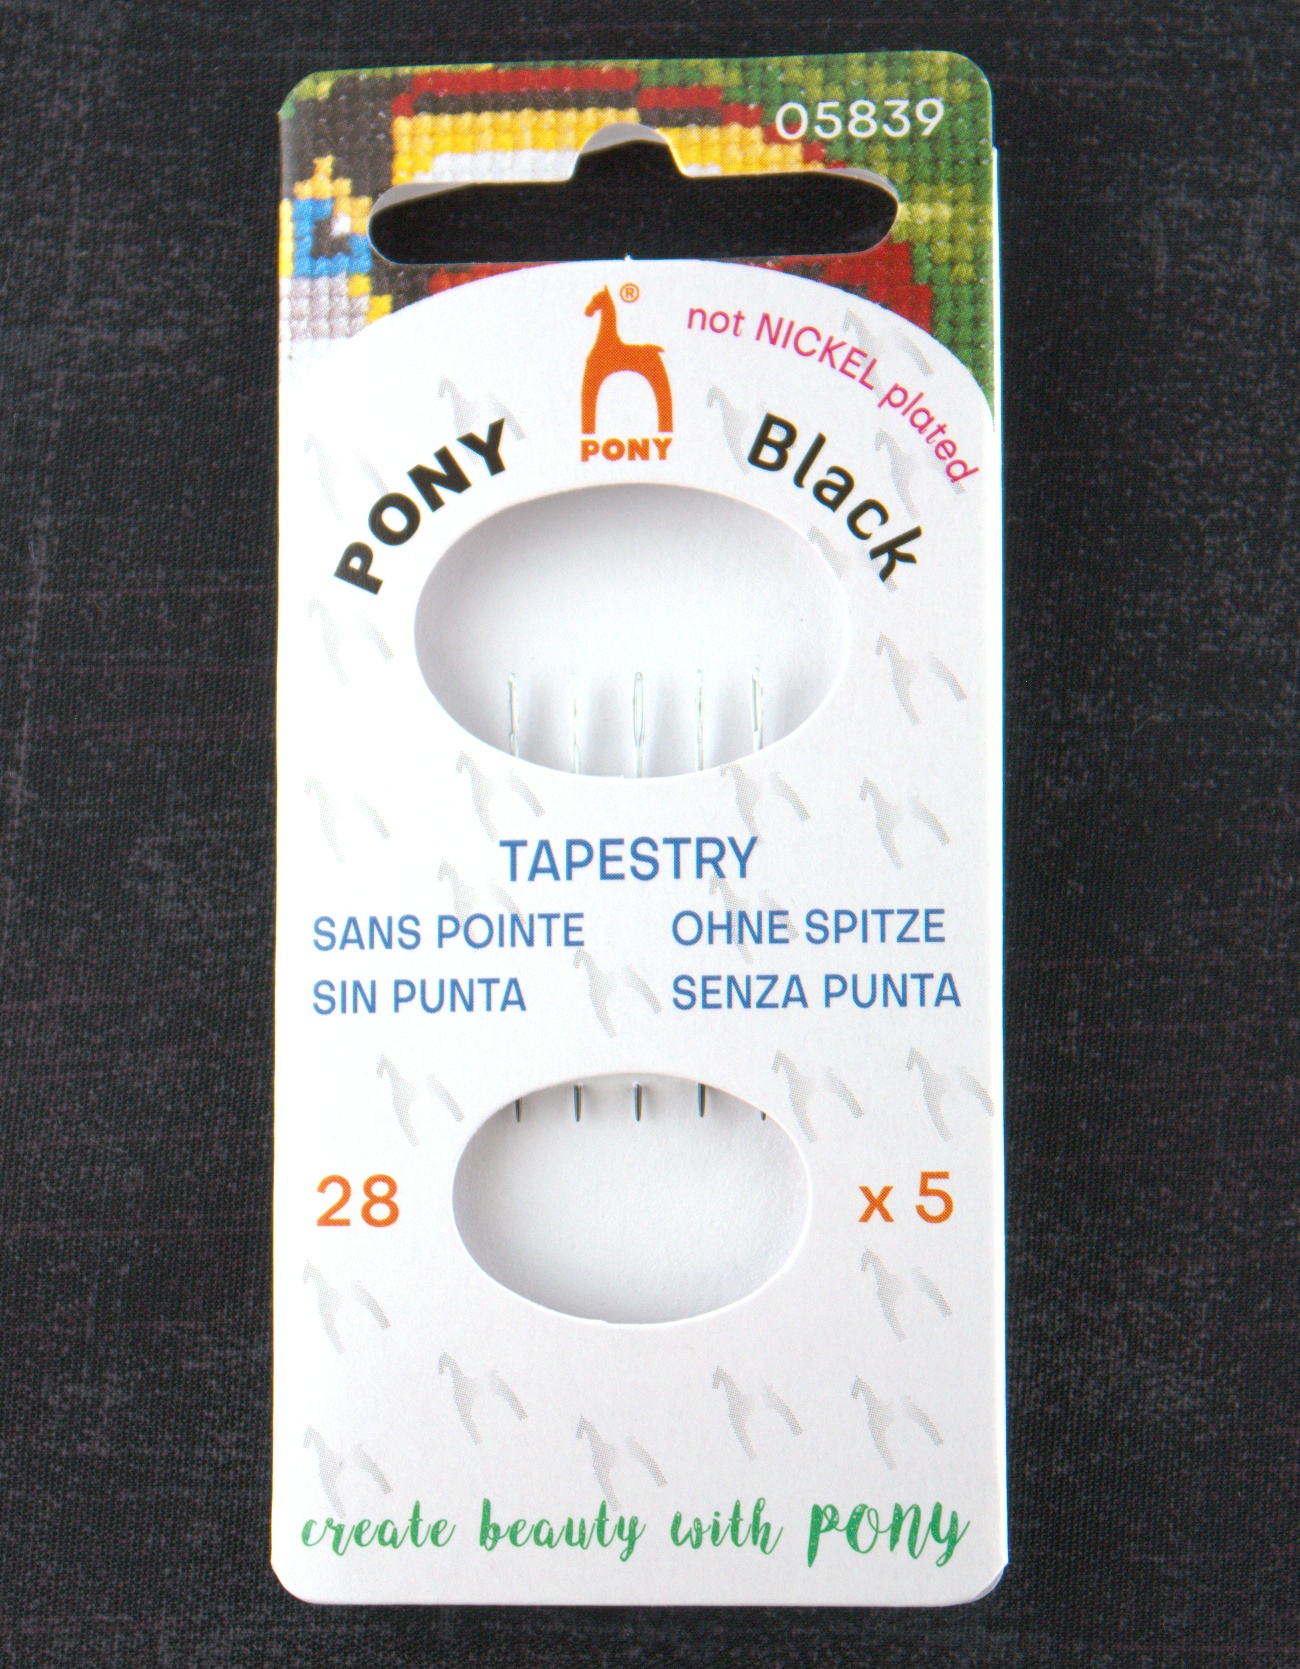 05839
®
PONY
not NICKEL plated
PONY Black
TAPESTRY
SANS POINTE OHNE SPITZE
SIN PUNTA SENZA PUNTA
28 x 5
create beauty with PONY